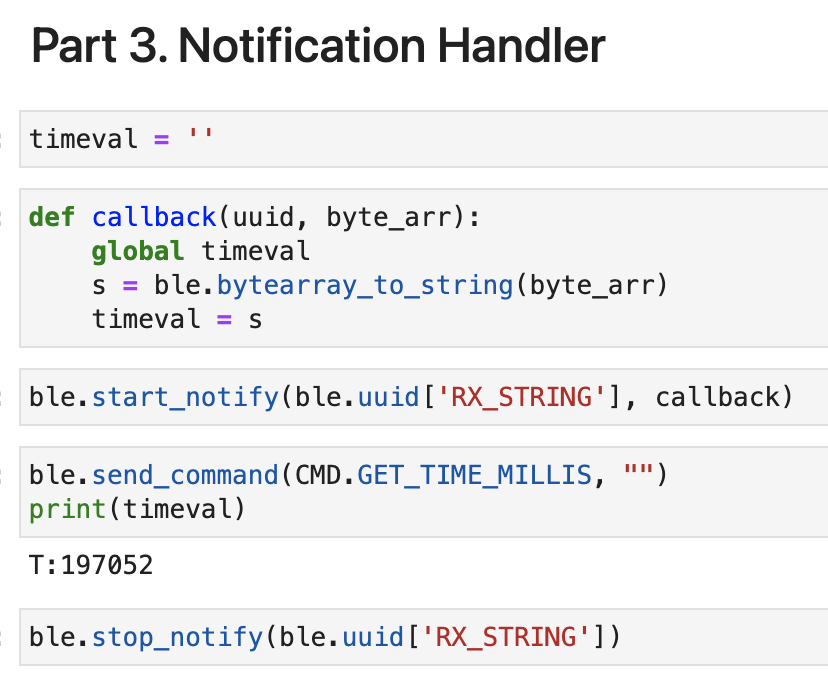 Part 3. Notification Handler
timeval = ''
def callback(uuid, byte_arr):
    global timeval
    s = ble.bytearray_to_string(byte_arr)
    timeval = s
ble.start_notify(ble.uuid['RX_STRING'], callback)
ble.send_command(CMD.GET_TIME_MILLIS, "")
print(timeval)
T:197052
ble.stop_notify(ble.uuid['RX_STRING'])